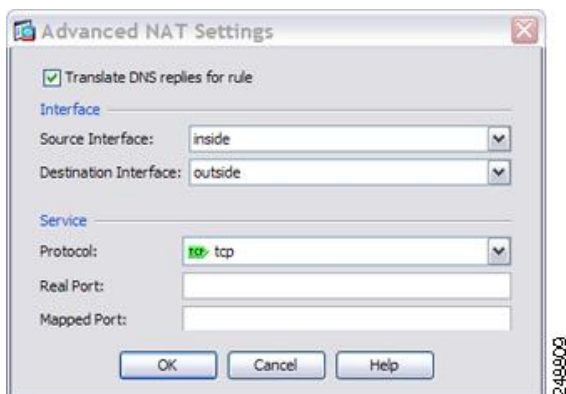 Advanced NAT Settings
Translate DNS replies for rule
Interface
Source Interface: inside
Destination Interface: outside
Service
Protocol: TCP tcp
Real Port:
Mapped Port:
OK Cancel Help
248809